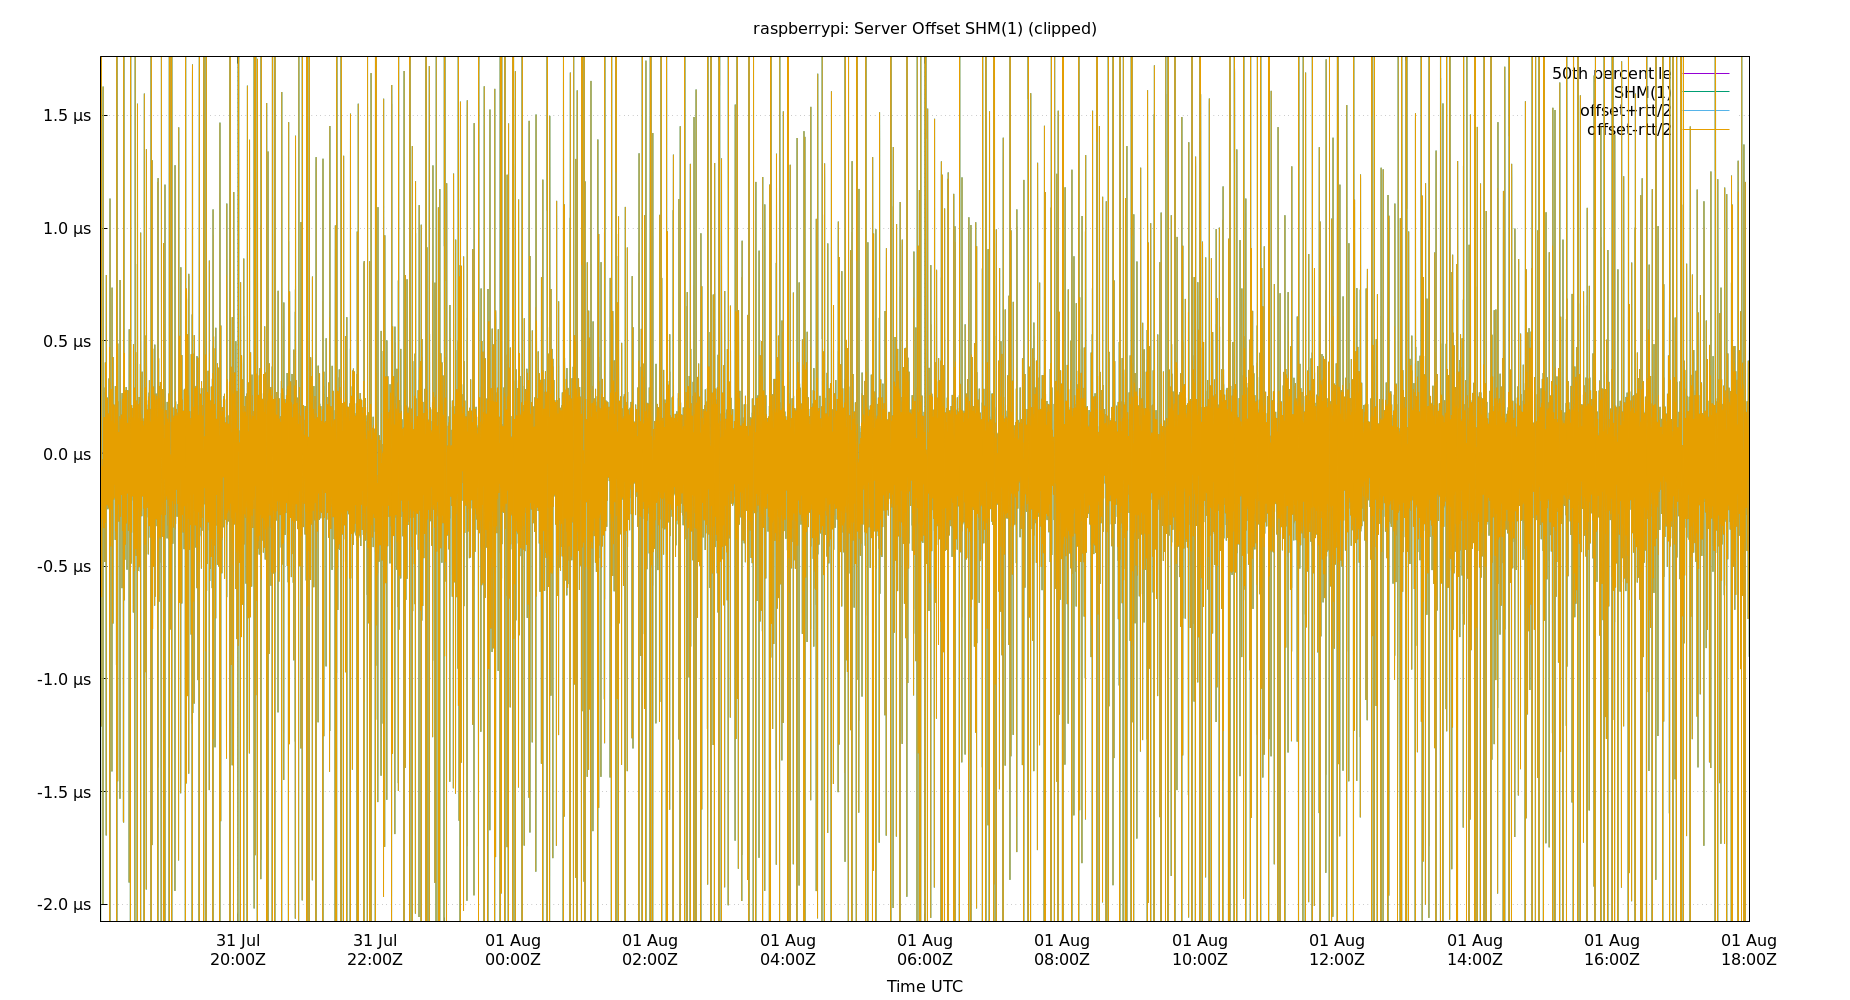 raspberrypi: Server Offset SHM(1) (clipped)
50th percentile
SHM(1)
offset+rtt/2
offset-rtt/2
1.5 μs
1.0 μs
0.5 μs
0.0 μs
-0.5 μs
-1.0 μs
-1.5 μs
-2.0 μs
31 Jul 31 Jul 01 Aug 01 Aug 01 Aug 01 Aug 01 Aug 01 Aug 01 Aug 01 Aug 01 Aug 01 Aug
20:00Z 22:00Z 00:00Z 02:00Z 04:00Z 06:00Z 08:00Z 10:00Z 12:00Z 14:00Z 16:00Z 18:00Z
Time UTC